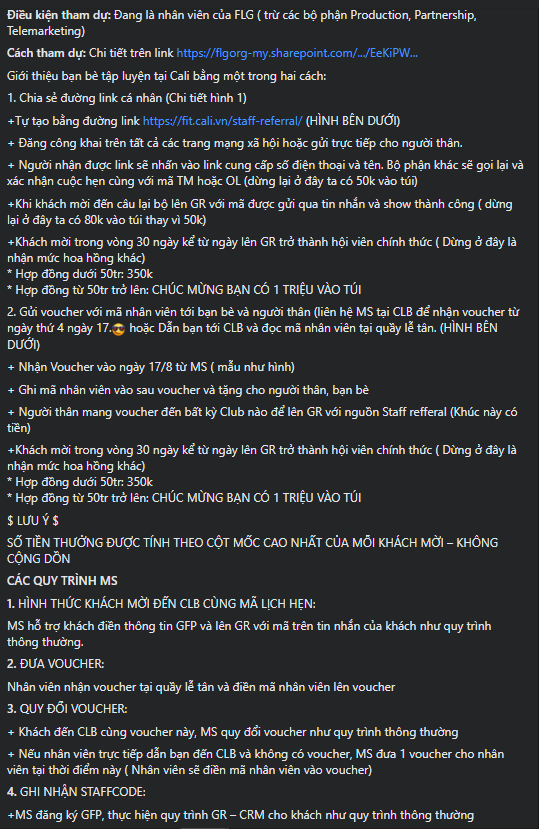 Điều kiện tham dự: Đang là nhân viên của FLG ( trừ các bộ phận Production, Partnership,
Telemarketing)
Cách tham dự: Chi tiết trên link https://flgorg-my.sharepoint.com/.../EeKiPW...
Giới thiệu bạn bè tập luyện tại Cali bằng một trong hai cách:
1. Chia sẻ đường link cá nhân (Chi tiết hình 1)
+Tự tạo bằng đường link https://fit.cali.vn/staff-referral/ (HÌNH BÊN DƯỚI)
+ Đăng công khai trên tất cả các trang mạng xã hội hoặc gửi trực tiếp cho người thân.
+ Người nhận được link sẽ nhấn vào link cung cấp số điện thoại và tên. Bộ phận khác sẽ gọi lại và
xác nhận cuộc hẹn cùng với mã TM hoặc OL (dừng lại ở đây ta có 50k vào túi)
+Khi khách mời đến câu lại bộ lên GR với mã được gửi qua tin nhắn và show thành công ( dừng
lại ở đây ta có 80k vào túi thay vì 50k)
+Khách mời trong vòng 30 ngày kể từ ngày lên GR trở thành hội viên chính thức ( Dừng ở đây là
nhận mức hoa hồng khác)
* Hợp đồng dưới 50tr: 350k
* Hợp đồng từ 50tr trở lên: CHÚC MỪNG BẠN CÓ 1 TRIỆU VÀO TÚI
2. Gửi voucher với mã nhân viên tới bạn bè và người thân (liên hệ MS tại CLB để nhận voucher từ
ngày thứ 4 ngày 17.😎 hoặc Dẫn bạn tới CLB và đọc mã nhân viên tại quầy lễ tân. (HÌNH BÊN
DƯỚI)
+ Nhận Voucher vào ngày 17/8 từ MS ( mẫu như hình)
+ Ghi mã nhân viên vào sau voucher và tặng cho người thân, bạn bè
+ Người thân mang voucher đến bất kỳ Club nào để lên GR với nguồn Staff refferal (Khúc này có
tiền)
+Khách mời trong vòng 30 ngày kể từ ngày lên GR trở thành hội viên chính thức ( Dừng ở đây là
nhận mức hoa hồng khác)
* Hợp đồng dưới 50tr: 350k
* Hợp đồng từ 50tr trở lên: CHÚC MỪNG BẠN CÓ 1 TRIỆU VÀO TÚI
$ LƯU Ý $
SỐ TIỀN THƯỞNG ĐƯỢC TÍNH THEO CỘT MỐC CAO NHẤT CỦA MỖI KHÁCH MỜI – KHÔNG
CỘNG DỒN
CÁC QUY TRÌNH MS
1. HÌNH THỨC KHÁCH MỜI ĐẾN CLB CÙNG MÃ LỊCH HẸN:
MS hỗ trợ khách điền thông tin GFP và lên GR với mã trên tin nhắn của khách như quy trình
thông thường.
2. ĐƯA VOUCHER:
Nhân viên nhận voucher tại quầy lễ tân và điền mã nhân viên lên voucher
3. QUY ĐỔI VOUCHER:
+ Khách đến CLB cùng voucher này, MS quy đổi voucher như quy trình thông thường
+ Nếu nhân viên trực tiếp dẫn bạn đến CLB và không có voucher, MS đưa 1 voucher cho nhân
viên tại thời điểm này ( Nhân viên sẽ điền mã nhân viên vào voucher)
4. GHI NHẬN STAFFCODE:
+MS đăng ký GFP, thực hiện quy trình GR – CRM cho khách như quy trình thông thường